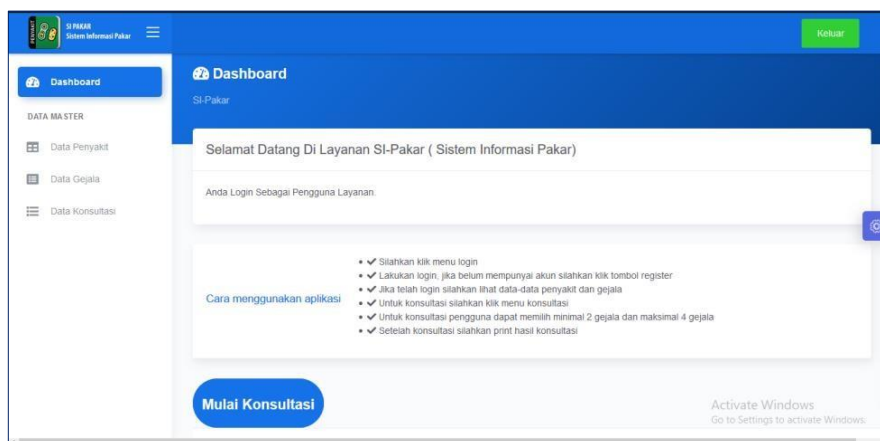 PENYAKIT
SI PAKAR
Sistem Informasi Pakar
Keluar
Dashboard
DATA MASTER
Data Penyakit
Data Gejala
Data Konsultasi
Dashboard
SI-Pakar
Selamat Datang Di Layanan SI-Pakar ( Sistem Informasi Pakar)
Anda Login Sebagai Pengguna Layanan.
Cara menggunakan aplikasi
• ✔ Silahkan klik menu login
• ✔ Lakukan login, jika belum mempunyai akun silahkan klik tombol register
• ✔ Jika telah login silahkan lihat data-data penyakit dan gejala
• ✔ Untuk konsultasi silahkan klik menu konsultasi
• ✔ Untuk konsultasi pengguna dapat memilih minimal 2 gejala dan maksimal 4 gejala
• ✔ Setelah konsultasi silahkan print hasil konsultasi
Mulai Konsultasi
Activate Windows
Go to Settings to activate Windows.